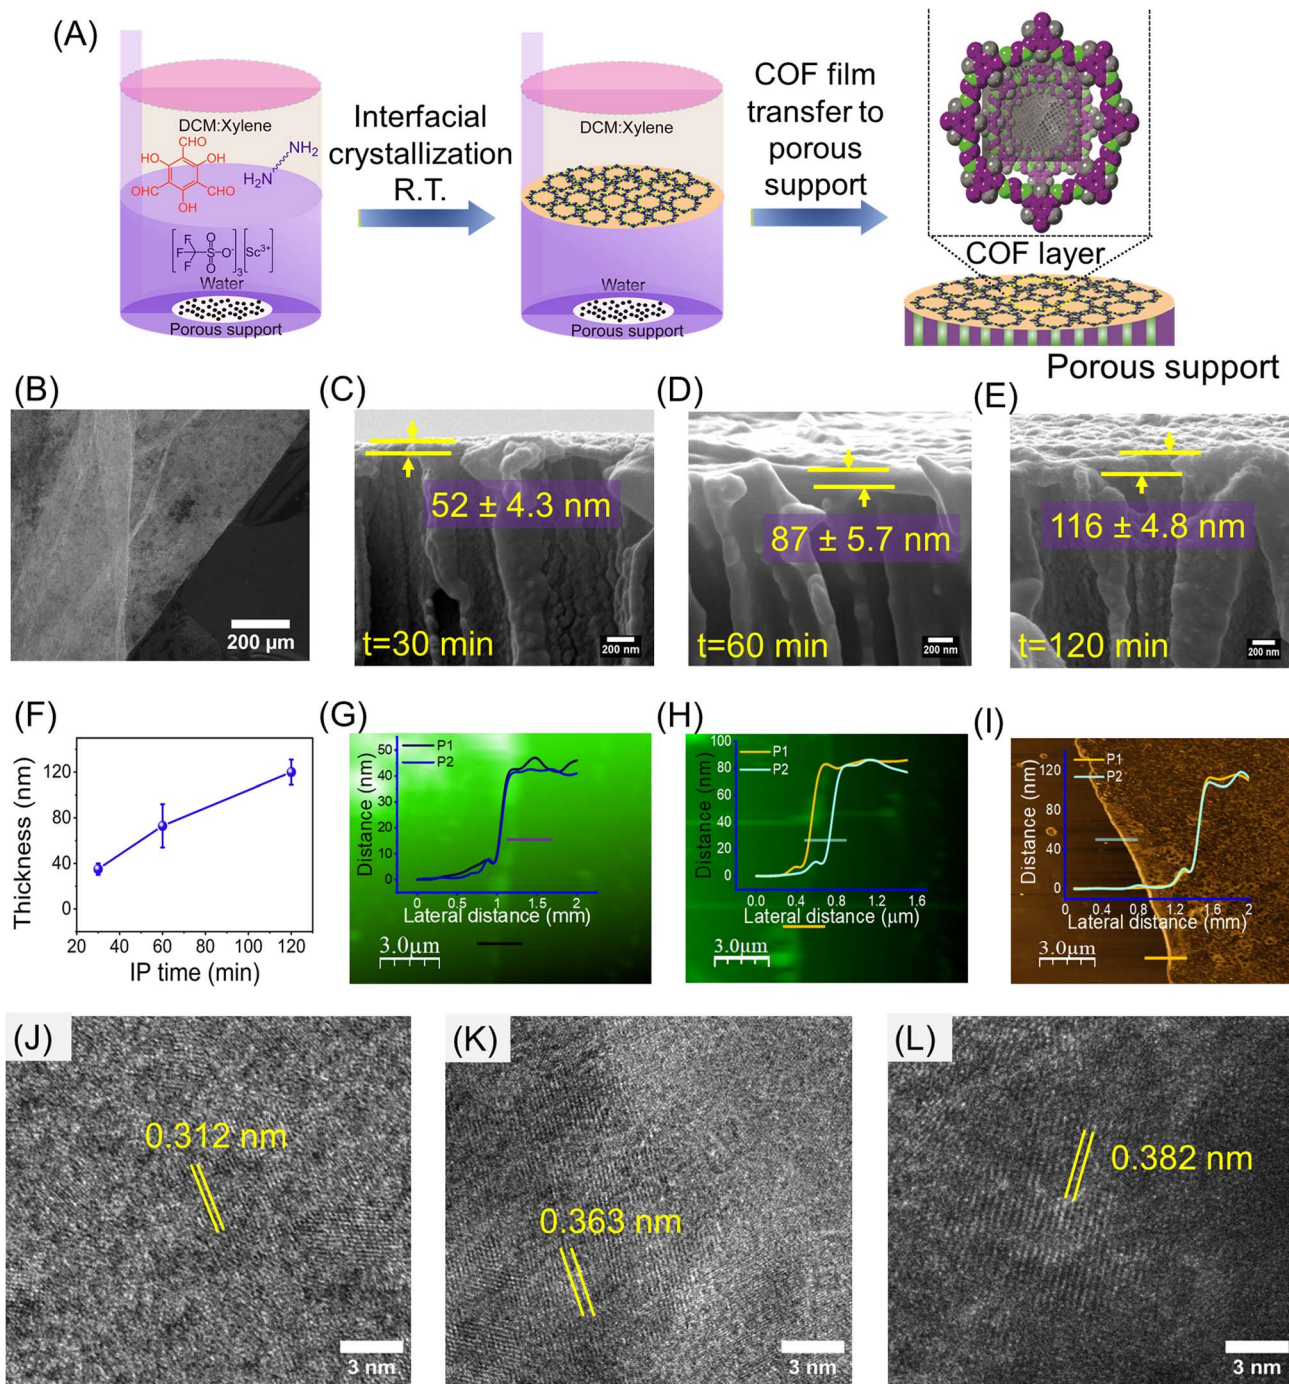 (A)
DCM:Xylene
CHO
HO
OH
OHC
CHO
OH
NH2
H2N
F
F
F
O
S
O-
O
3
Sc3+
Water
Porous support
Interfacial
crystallization
R.T.
DCM:Xylene
Water
Porous support
COF film
transfer to
porous
support
COF layer
Porous support
(B)
200 µm
(C)
52 ± 4.3 nm
t=30 min
200 nm
(D)
87 ± 5.7 nm
t=60 min
200 nm
(E)
116 ± 4.8 nm
t=120 min
200 nm
(F)
Thickness (nm)
120
80
40
0
20 40 60 80 100 120
IP time (min)
(G)
P1
P2
Distance (nm)
50
40
30
20
10
0
0 0.5 1 1.5 2
Lateral distance (mm)
3.0µm
(H)
P1
P2
Distance (nm)
100
80
60
40
20
0
0.0 0.4 0.8 1.2 1.6
Lateral distance (µm)
3.0µm
(I)
P1
P2
Distance (nm)
120
80
40
0
0 0.4 0.8 1.2 1.6 2
Lateral distance (mm)
3.0µm
(J)
0.312 nm
3 nm
(K)
0.363 nm
3 nm
(L)
0.382 nm
3 nm